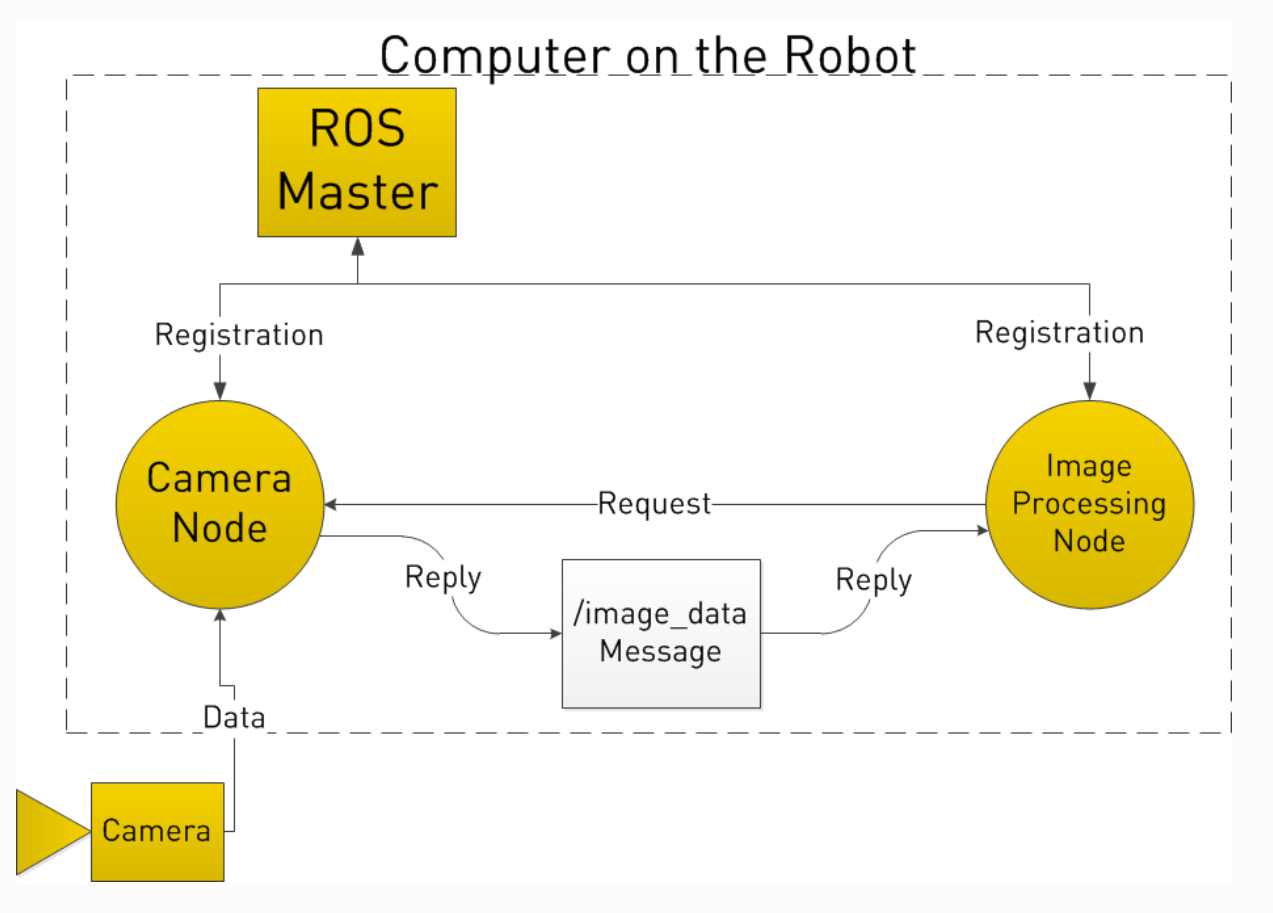 Computer on the Robot
ROS
Master
Registration
Registration
Camera
Node
Image
Processing
Node
Request
Reply
Reply
/image_data
Message
Data
Camera